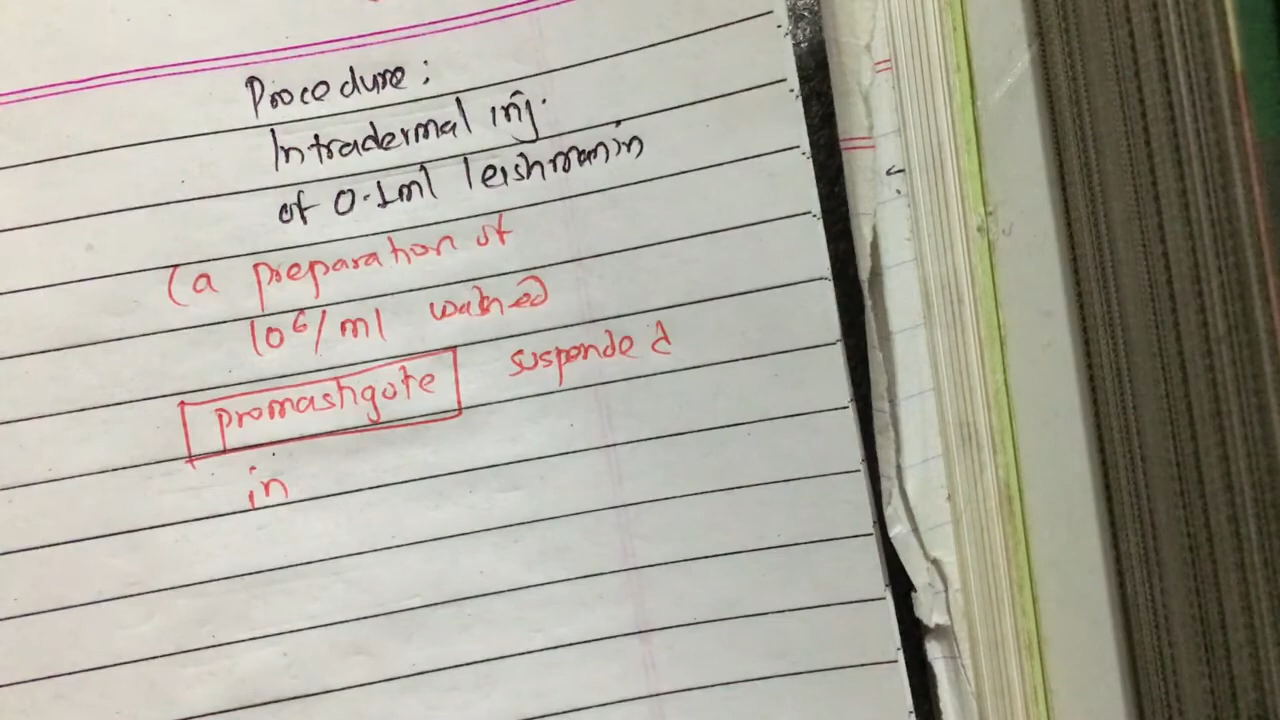 Procedure:
Intradermal inj.
of 0.1ml leishmanin
(a preparation of
10⁶/ml washed
promastigote suspended
in